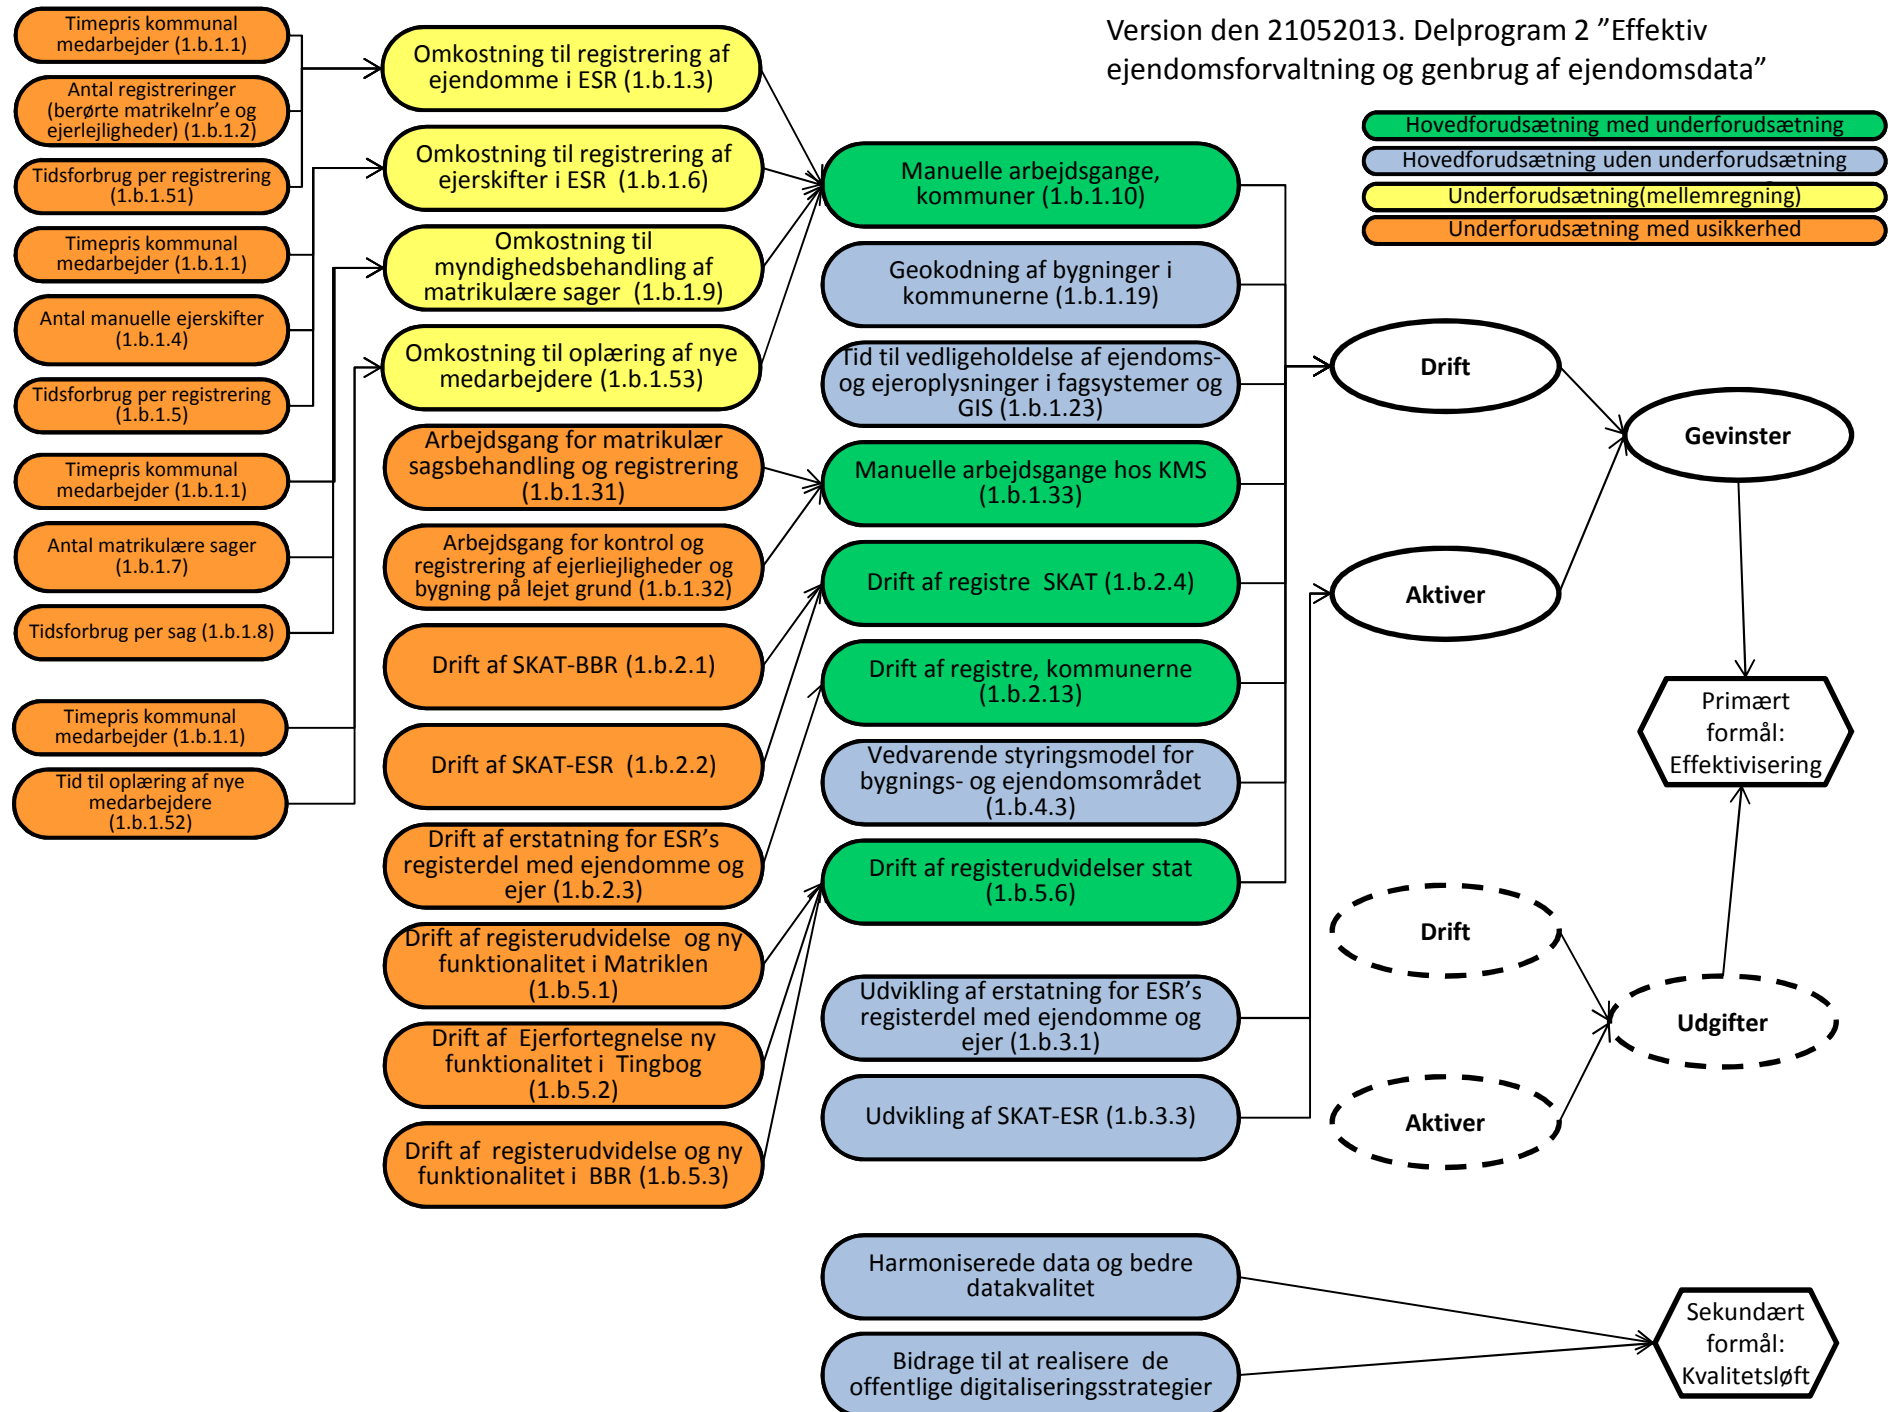 Version den 21052013. Delprogram 2 ”Effektiv
ejendomsforvaltning og genbrug af ejendomsdata”
Hovedforudsætning med underforudsætning
Hovedforudsætning uden underforudsætning
Underforudsætning(mellemregning)
Underforudsætning med usikkerhed
Timepris kommunal
medarbejder (1.b.1.1)
Antal registreringer
(berørte matrikelnr’e og
ejerlejligheder) (1.b.1.2)
Tidsforbrug per registrering
(1.b.1.51)
Timepris kommunal
medarbejder (1.b.1.1)
Antal manuelle ejerskifter
(1.b.1.4)
Tidsforbrug per registrering
(1.b.1.5)
Timepris kommunal
medarbejder (1.b.1.1)
Antal matrikulære sager
(1.b.1.7)
Tidsforbrug per sag (1.b.1.8)
Timepris kommunal
medarbejder (1.b.1.1)
Tid til oplæring af nye
medarbejdere
(1.b.1.52)
Omkostning til registrering af
ejendomme i ESR (1.b.1.3)
Omkostning til registrering af
ejerskifter i ESR (1.b.1.6)
Omkostning til
myndighedsbehandling af
matrikulære sager (1.b.1.9)
Omkostning til oplæring af nye
medarbejdere (1.b.1.53)
Arbejdsgang for matrikulær
sagsbehandling og registrering
(1.b.1.31)
Arbejdsgang for kontrol og
registrering af ejerliejligheder og
bygning på lejet grund (1.b.1.32)
Drift af SKAT-BBR (1.b.2.1)
Drift af SKAT-ESR (1.b.2.2)
Drift af erstatning for ESR’s
registerdel med ejendomme og
ejer (1.b.2.3)
Drift af registerudvidelse og ny
funktionalitet i Matriklen
(1.b.5.1)
Drift af Ejerfortegnelse ny
funktionalitet i Tingbog
(1.b.5.2)
Drift af registerudvidelse og ny
funktionalitet i BBR (1.b.5.3)
Manuelle arbejdsgange,
kommuner (1.b.1.10)
Geokodning af bygninger i
kommunerne (1.b.1.19)
Tid til vedligeholdelse af ejendoms-
og ejeroplysninger i fagsystemer og
GIS (1.b.1.23)
Manuelle arbejdsgange hos KMS
(1.b.1.33)
Drift af registre SKAT (1.b.2.4)
Drift af registre, kommunerne
(1.b.2.13)
Vedvarende styringsmodel for
bygnings- og ejendomsområdet
(1.b.4.3)
Drift af registerudvidelser stat
(1.b.5.6)
Udvikling af erstatning for ESR’s
registerdel med ejendomme og
ejer (1.b.3.1)
Udvikling af SKAT-ESR (1.b.3.3)
Harmoniserede data og bedre
datakvalitet
Bidrage til at realisere de
offentlige digitaliseringsstrategier
Drift
Aktiver
Drift
Aktiver
Gevinster
Udgifter
Primært
formål:
Effektivisering
Sekundært
formål:
Kvalitetsløft